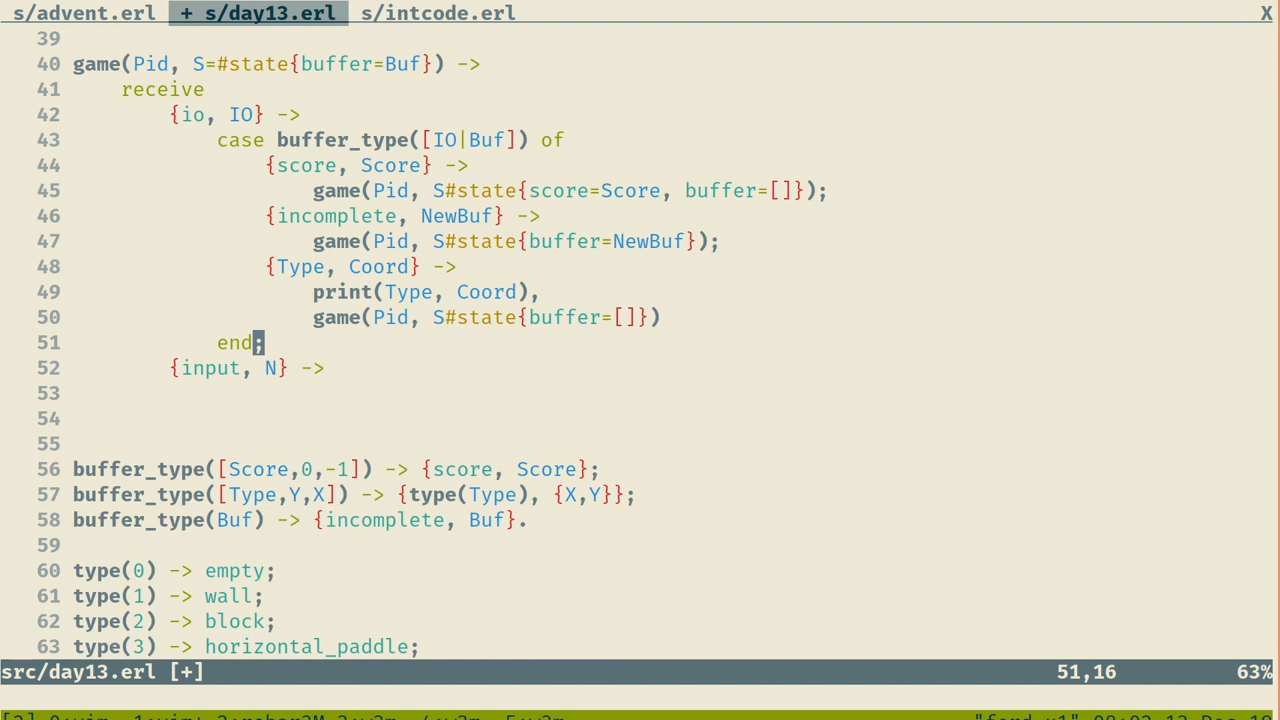 s/advent.erl + s/day13.erl s/intcode.erl X
39
40 game(Pid, S=#state{buffer=Buf}) ->
41 receive
42 {io, IO} ->
43 case buffer_type([IO|Buf]) of
44 {score, Score} ->
45 game(Pid, S#state{score=Score, buffer=[]});
46 {incomplete, NewBuf} ->
47 game(Pid, S#state{buffer=NewBuf});
48 {Type, Coord} ->
49 print(Type, Coord),
50 game(Pid, S#state{buffer=[]})
51 end;
52 {input, N} ->
53
54
55
56 buffer_type([Score,0,-1]) -> {score, Score};
57 buffer_type([Type,Y,X]) -> {type(Type), {X,Y}};
58 buffer_type(Buf) -> {incomplete, Buf}.
59
60 type(0) -> empty;
61 type(1) -> wall;
62 type(2) -> block;
63 type(3) -> horizontal_paddle;
src/day13.erl [+] 51,16 63%